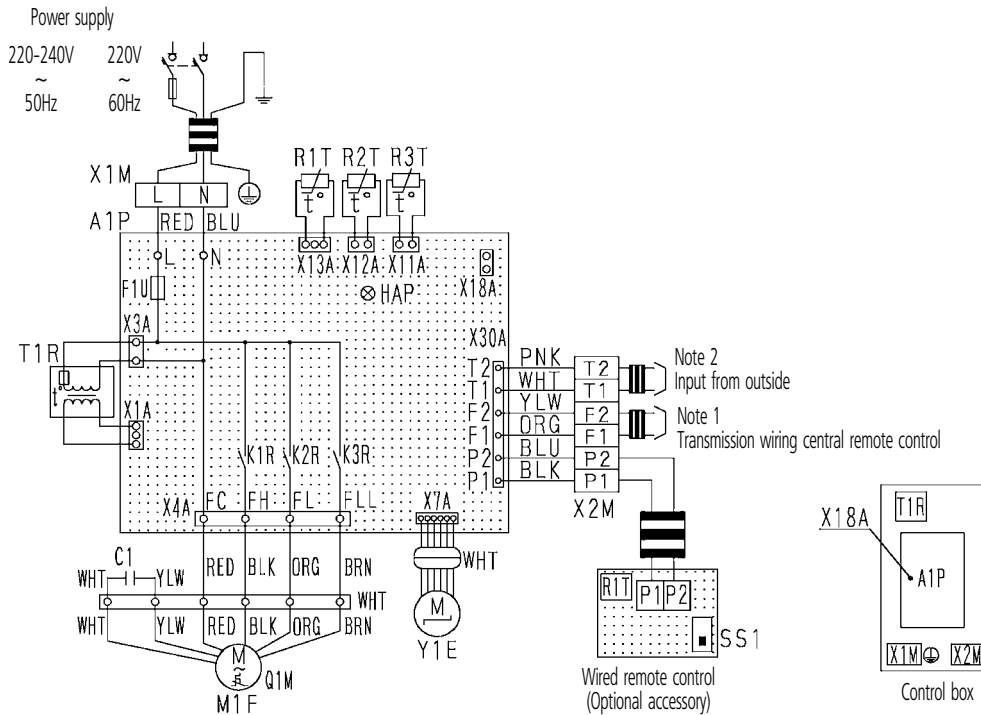 Power supply
220-240V 220V
~ ~
50Hz 60Hz
X1M L N
R1T R2T R3T
t° t° t°
A1P RED BLU
L N
X13A X12A X11A
F1U
HAP
X18A
X3A
T1R
t°
X1A
X30A
T2 PNK T2
T1 WHT T1
Note 2
Input from outside
F2 YLW F2
F1 ORG F1
Note 1
Transmission wiring central remote control
P2 BLU P2
P1 BLK P1
X2M
K1R K2R K3R
X4A FC FH FL FLL
X7A
WHT
M
Y1E
C1
WHT YLW RED BLK ORG BRN
WHT
WHT YLW RED BLK ORG BRN
M
~
Q1M
M1F
R1T P1 P2
SS1
Wired remote control
(Optional accessory)
X18A
T1R
A1P
X1M X2M
Control box